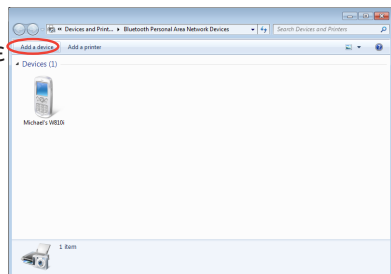 Devices and Print... ▸ Bluetooth Personal Area Network Devices
Search Devices and Printers
Add a device
Add a printer
Devices (1)
Michael's W810i
1 item